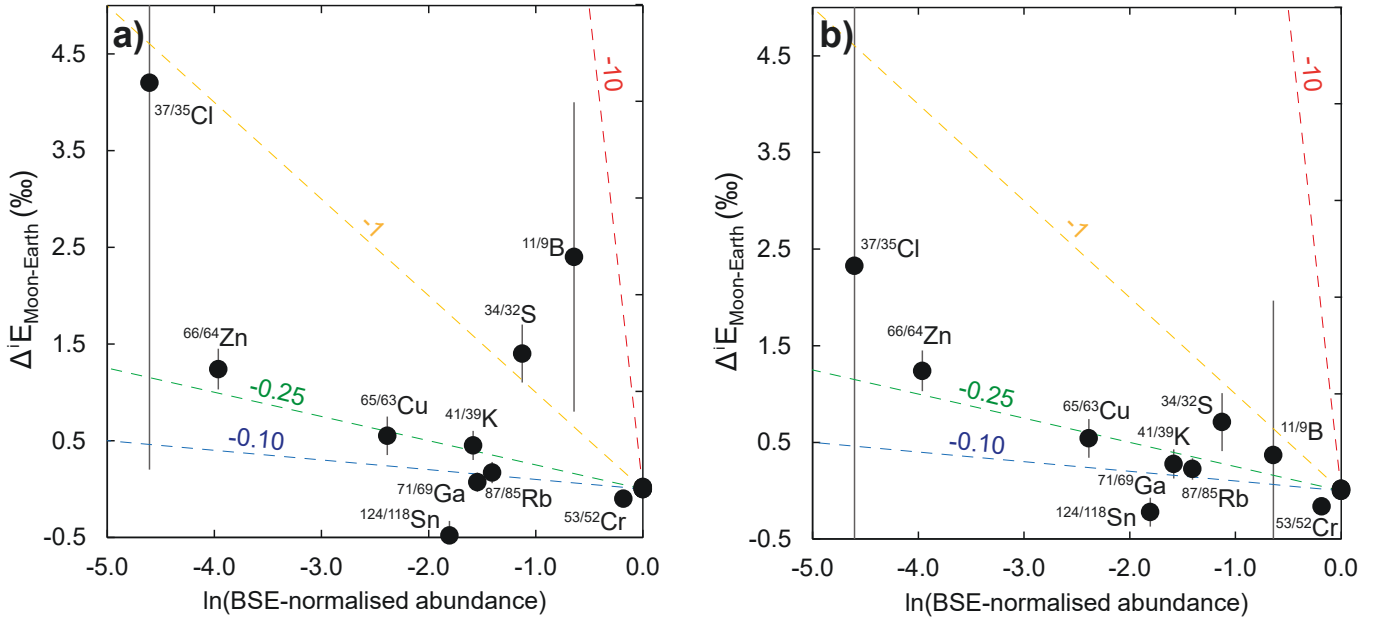 a)
4.5
3.5
2.5
1.5
0.5
-0.5
-5.0 -4.0 -3.0 -2.0 -1.0 0.0
ΔⁱE_Moon-Earth (‰)
ln(BSE-normalised abundance)
-10
-1
-0.25
-0.10
37/35Cl
11/9B
34/32S
66/64Zn
65/63Cu
41/39K
71/69Ga
87/85Rb
124/118Sn
53/52Cr
b)
4.5
3.5
2.5
1.5
0.5
-0.5
-5.0 -4.0 -3.0 -2.0 -1.0 0.0
ΔⁱE_Moon-Earth (‰)
ln(BSE-normalised abundance)
-10
-1
-0.25
-0.10
37/35Cl
66/64Zn
65/63Cu
34/32S
11/9B
41/39K
71/69Ga
87/85Rb
124/118Sn
53/52Cr